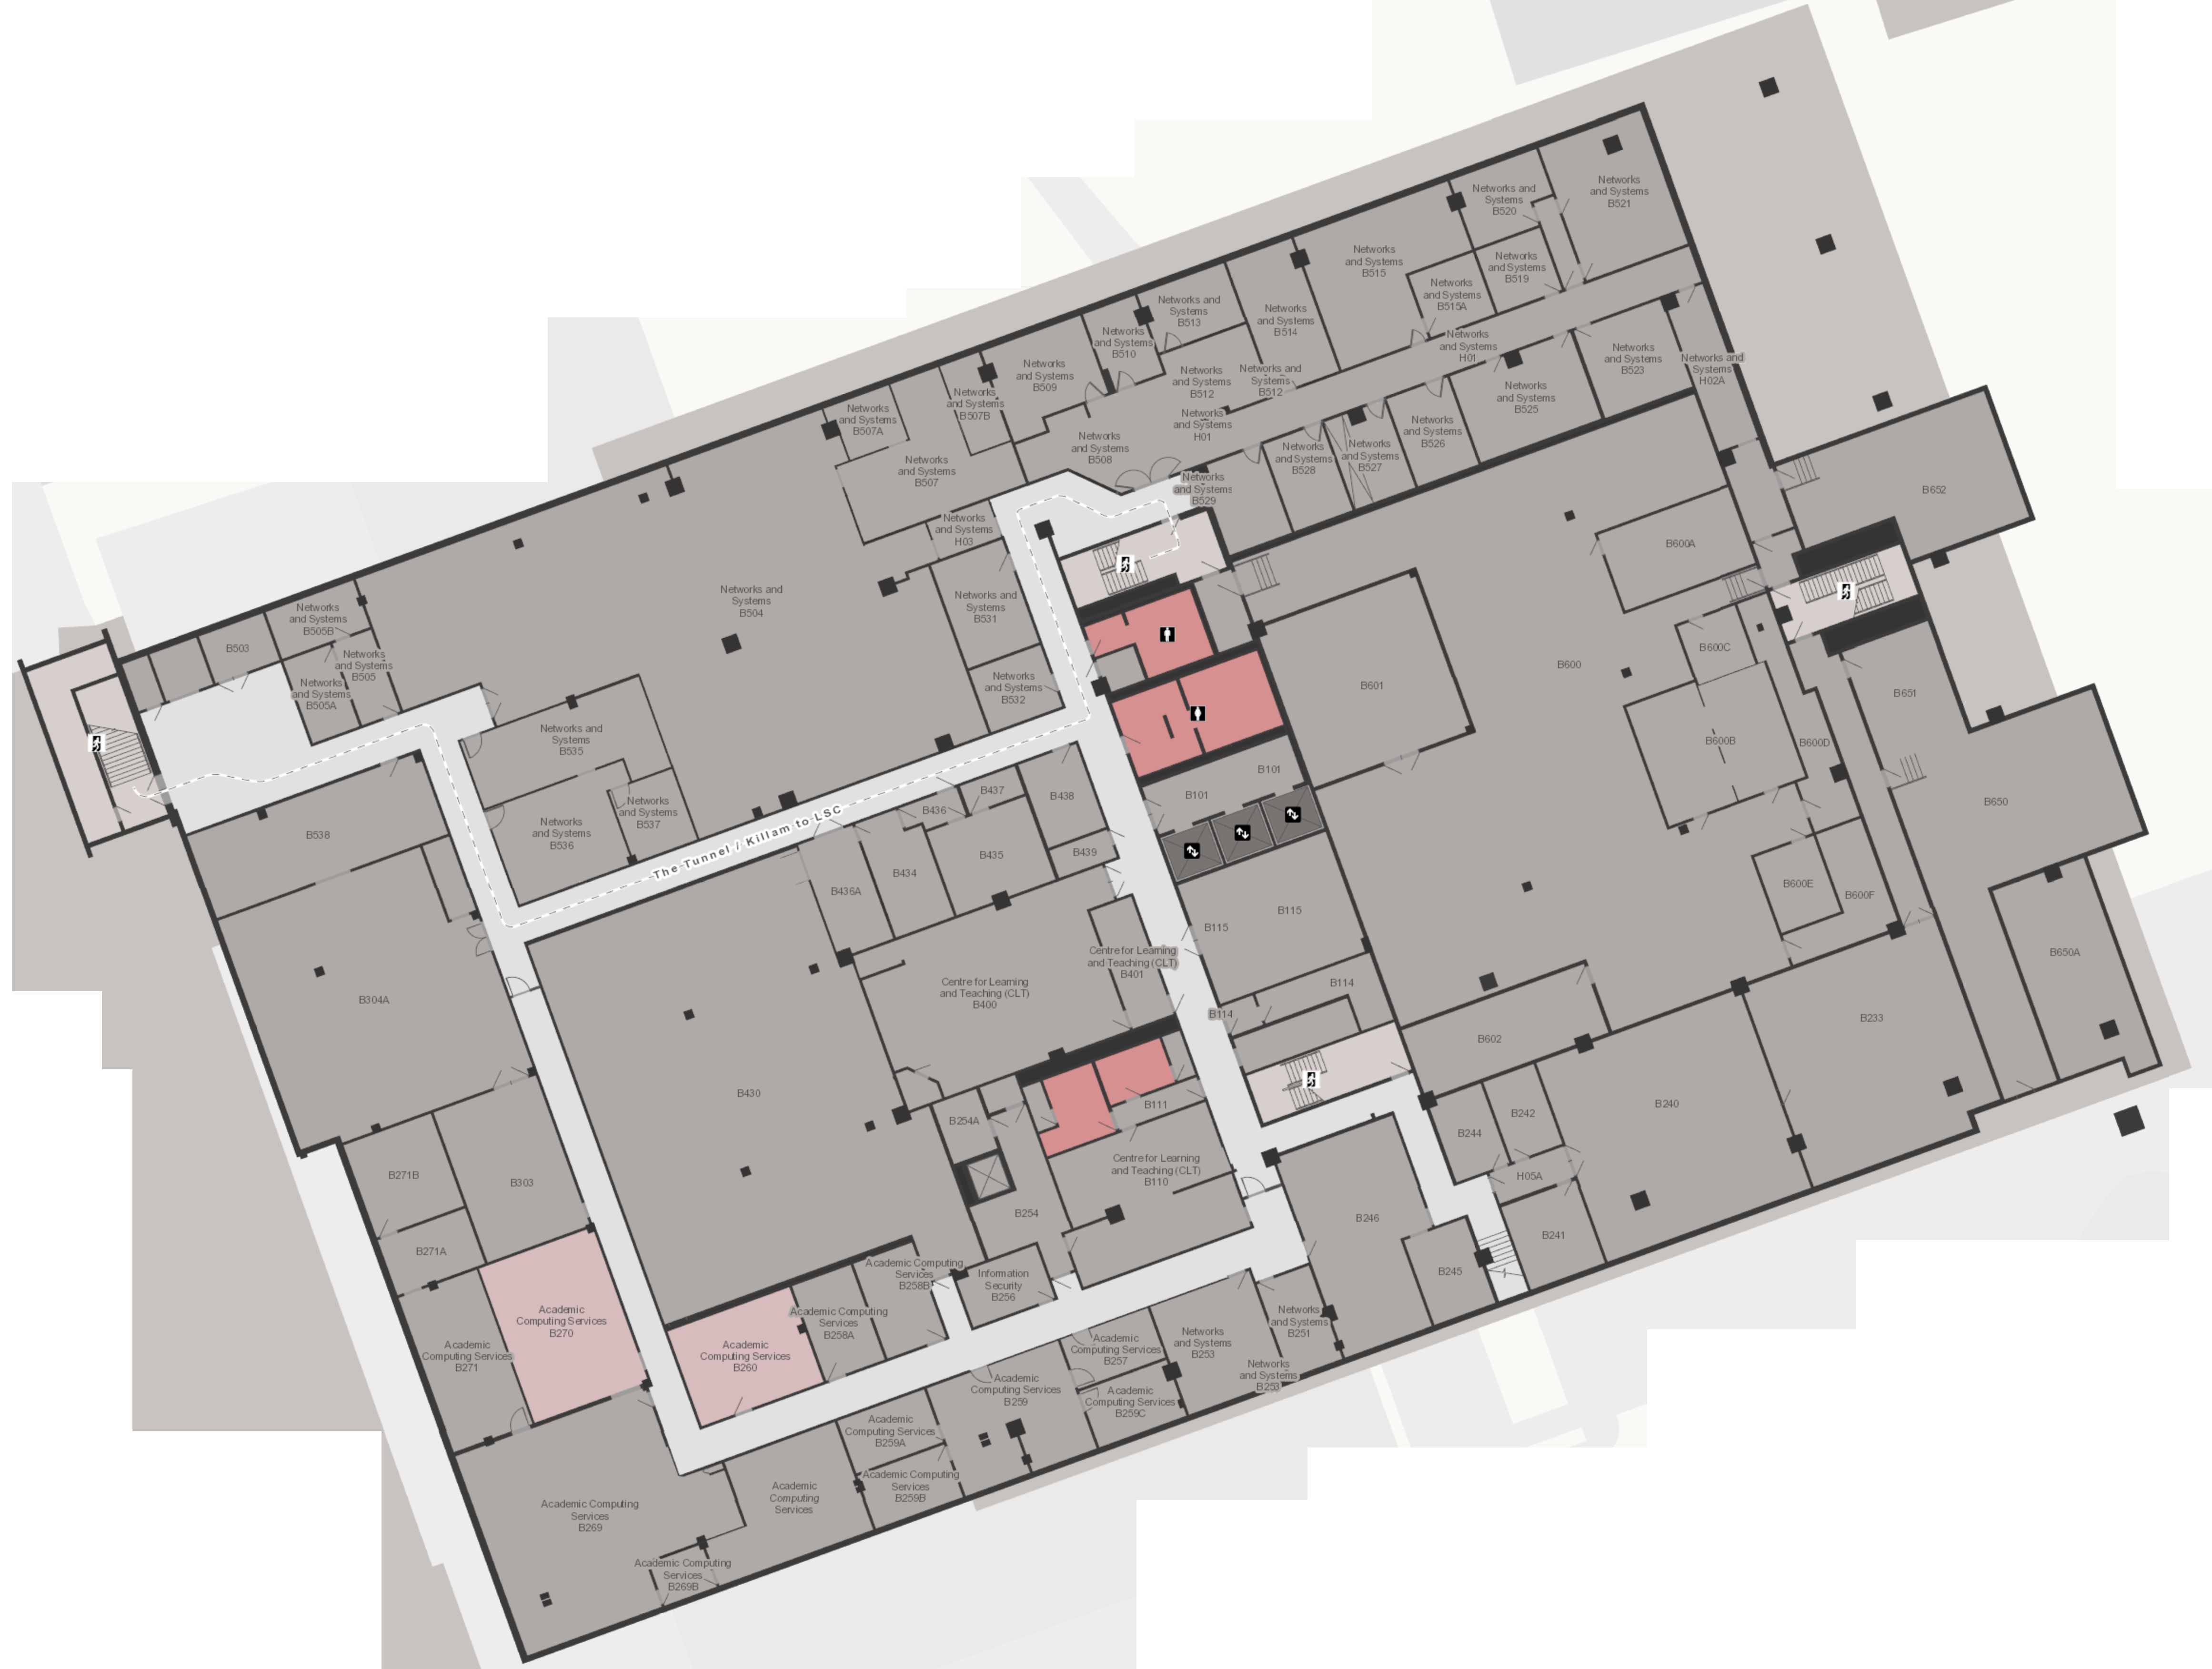 Networks
and Systems
B521
Networks and
Systems
B520
Networks
and Systems
B515
Networks
and Systems
B519
Networks
and Systems
B515A
Networks and
Systems
B513
Networks
and Systems
B514
Networks
and Systems
B510
Networks
and Systems
H01
Networks
and Systems
B523
Networks and
Systems
H02A
Networks
and Systems
B509
Networks
and Systems
B512
Networks and
Systems
B512
Networks
and Systems
B525
Networks
and Systems
B507B
Networks
and Systems
B507A
Networks
and Systems
H01
Networks
and Systems
B526
Networks
and Systems
B508
Networks
and Systems
B528
Networks
and Systems
B527
Networks
and Systems
B507
Networks
and Systems
B529
B652
Networks
and Systems
H03
B600A
Networks and
Systems
B504
Networks and
Systems
B531
Networks
and Systems
B505B
B503
Networks
and Systems
B505
Networks
and Systems
B505A
Networks
and Systems
B532
B601
B600
B600C
B651
Networks and
Systems
B535
B600B
B600D
B101
B101
B650
Networks
and Systems
B537
Networks
and Systems
B536
B538
The Tunnel / Killam to LSC
B437
B438
B436
B435
B439
B434
B436A
B600E
B600F
B115
B115
Centre for Learning
and Teaching (CLT)
B401
B650A
Centre for Learning
and Teaching (CLT)
B400
B304A
B114
B114
B233
B602
B430
B111
B240
B242
B254A
B244
Centre for Learning
and Teaching (CLT)
B110
H05A
B271B
B303
B254
B246
B241
B271A
B245
Academic Computing
Services
B258B
Information
Security
B256
Academic
Computing Services
B270
Academic Computing
Services
B258A
Networks
and Systems
B251
Academic
Computing Services
B271
Academic
Computing Services
B260
Academic
Computing Services
B257
Networks
and Systems
B253
Networks
and Systems
B253
Academic
Computing Services
B259
Academic
Computing Services
B259C
Academic
Computing Services
B259A
Academic Computing
Services
B259B
Academic
Computing
Services
Academic Computing
Services
B269
Academic Computing
Services
B269B